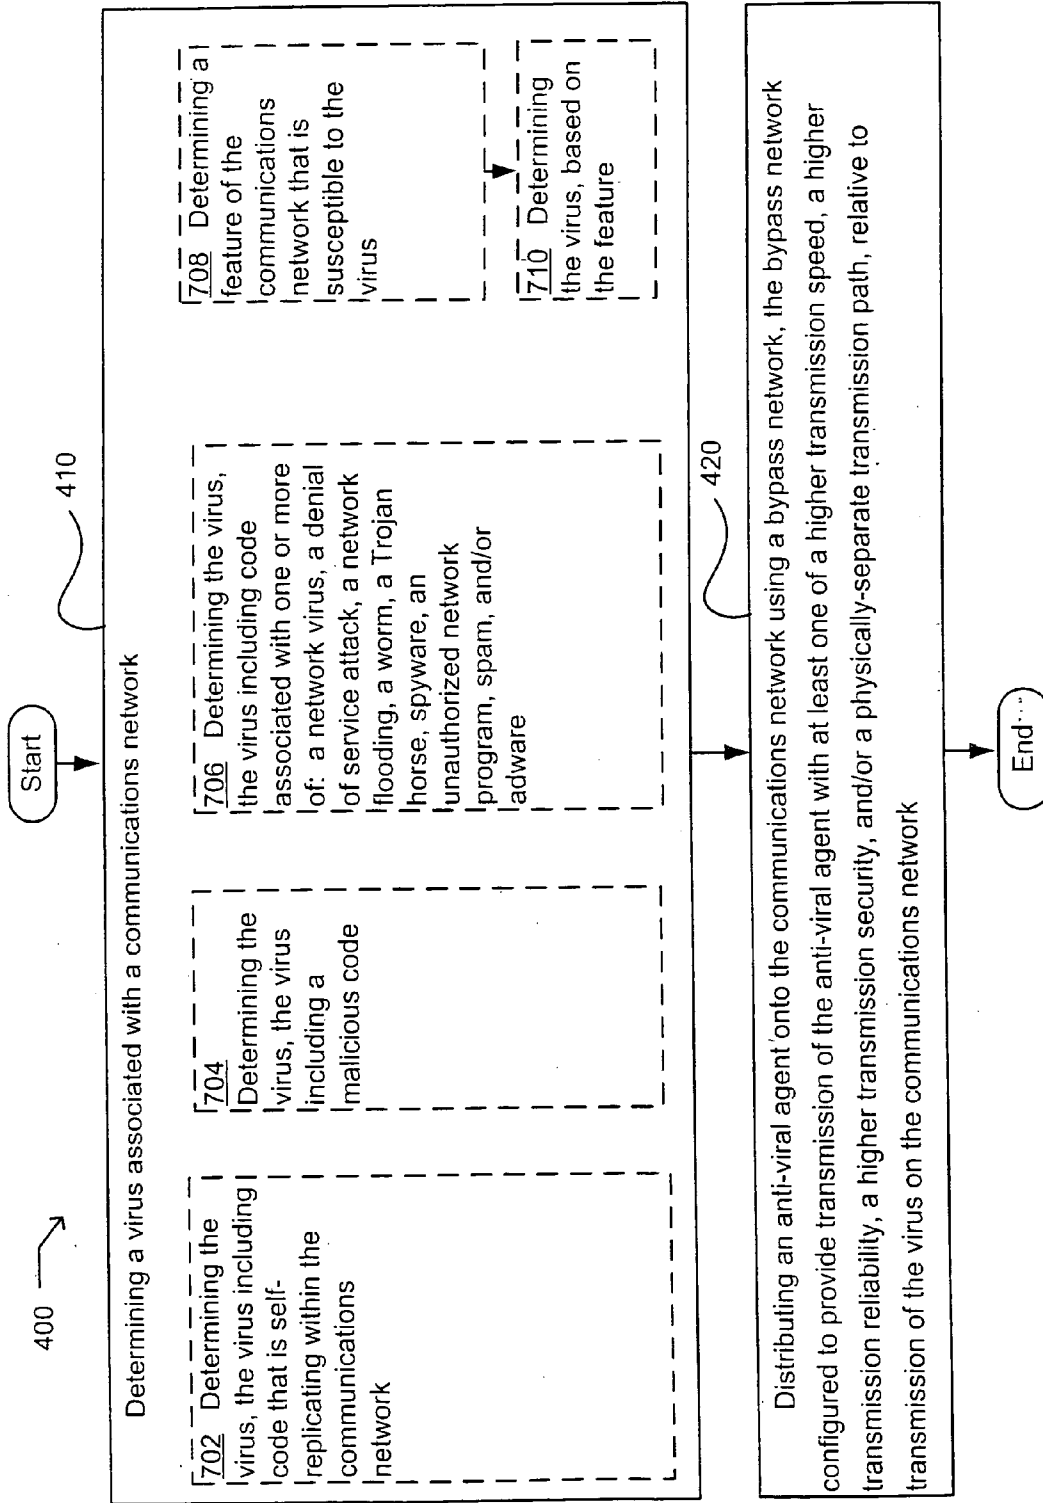 400
Start
410
Determining a virus associated with a communications network
702 Determining the
virus, the virus including
code that is self-
replicating within the
communications
network
704
Determining the
virus, the virus
including a
malicious code
706 Determining the virus,
the virus including code
associated with one or more
of: a network virus, a denial
of service attack, a network
flooding, a worm, a Trojan
horse, spyware, an
unauthorized network
program, spam, and/or
adware
708 Determining a
feature of the
communications
network that is
susceptible to the
virus
710 Determining
the virus, based on
the feature
420
Distributing an anti-viral agent onto the communications network using a bypass network, the bypass network
configured to provide transmission of the anti-viral agent with at least one of a higher transmission speed, a higher
transmission reliability, a higher transmission security, and/or a physically-separate transmission path, relative to
transmission of the virus on the communications network
End